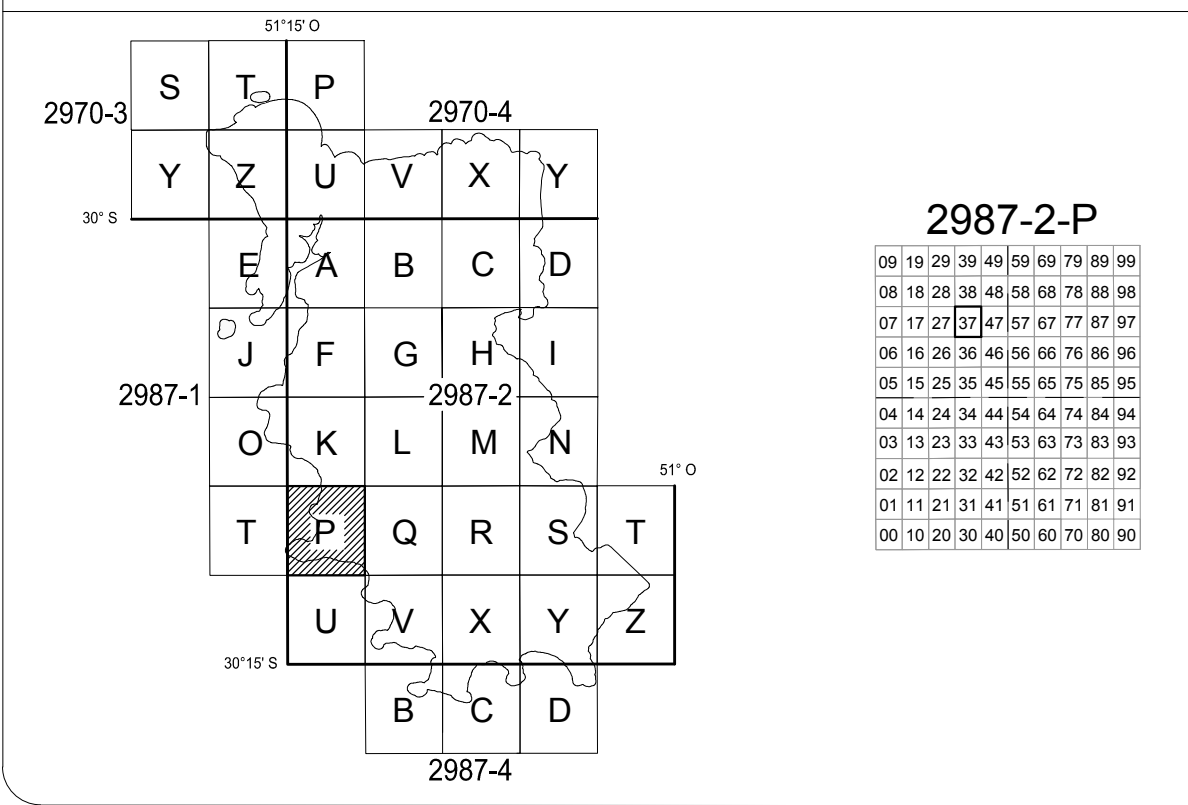 51°15' O
S T P
2970-3 2970-4
Y Z U V X Y
30° S
E A B C D
J F G H I
2987-1 2987-2
O K L M N
51° O
T P Q R S T
U V X Y Z
30°15' S
B C D
2987-4
2987-2-P
09 19 29 39 49 59 69 79 89 99
08 18 28 38 48 58 68 78 88 98
07 17 27 37 47 57 67 77 87 97
06 16 26 36 46 56 66 76 86 96
05 15 25 35 45 55 65 75 85 95
04 14 24 34 44 54 64 74 84 94
03 13 23 33 43 53 63 73 83 93
02 12 22 32 42 52 62 72 82 92
01 11 21 31 41 51 61 71 81 91
00 10 20 30 40 50 60 70 80 90